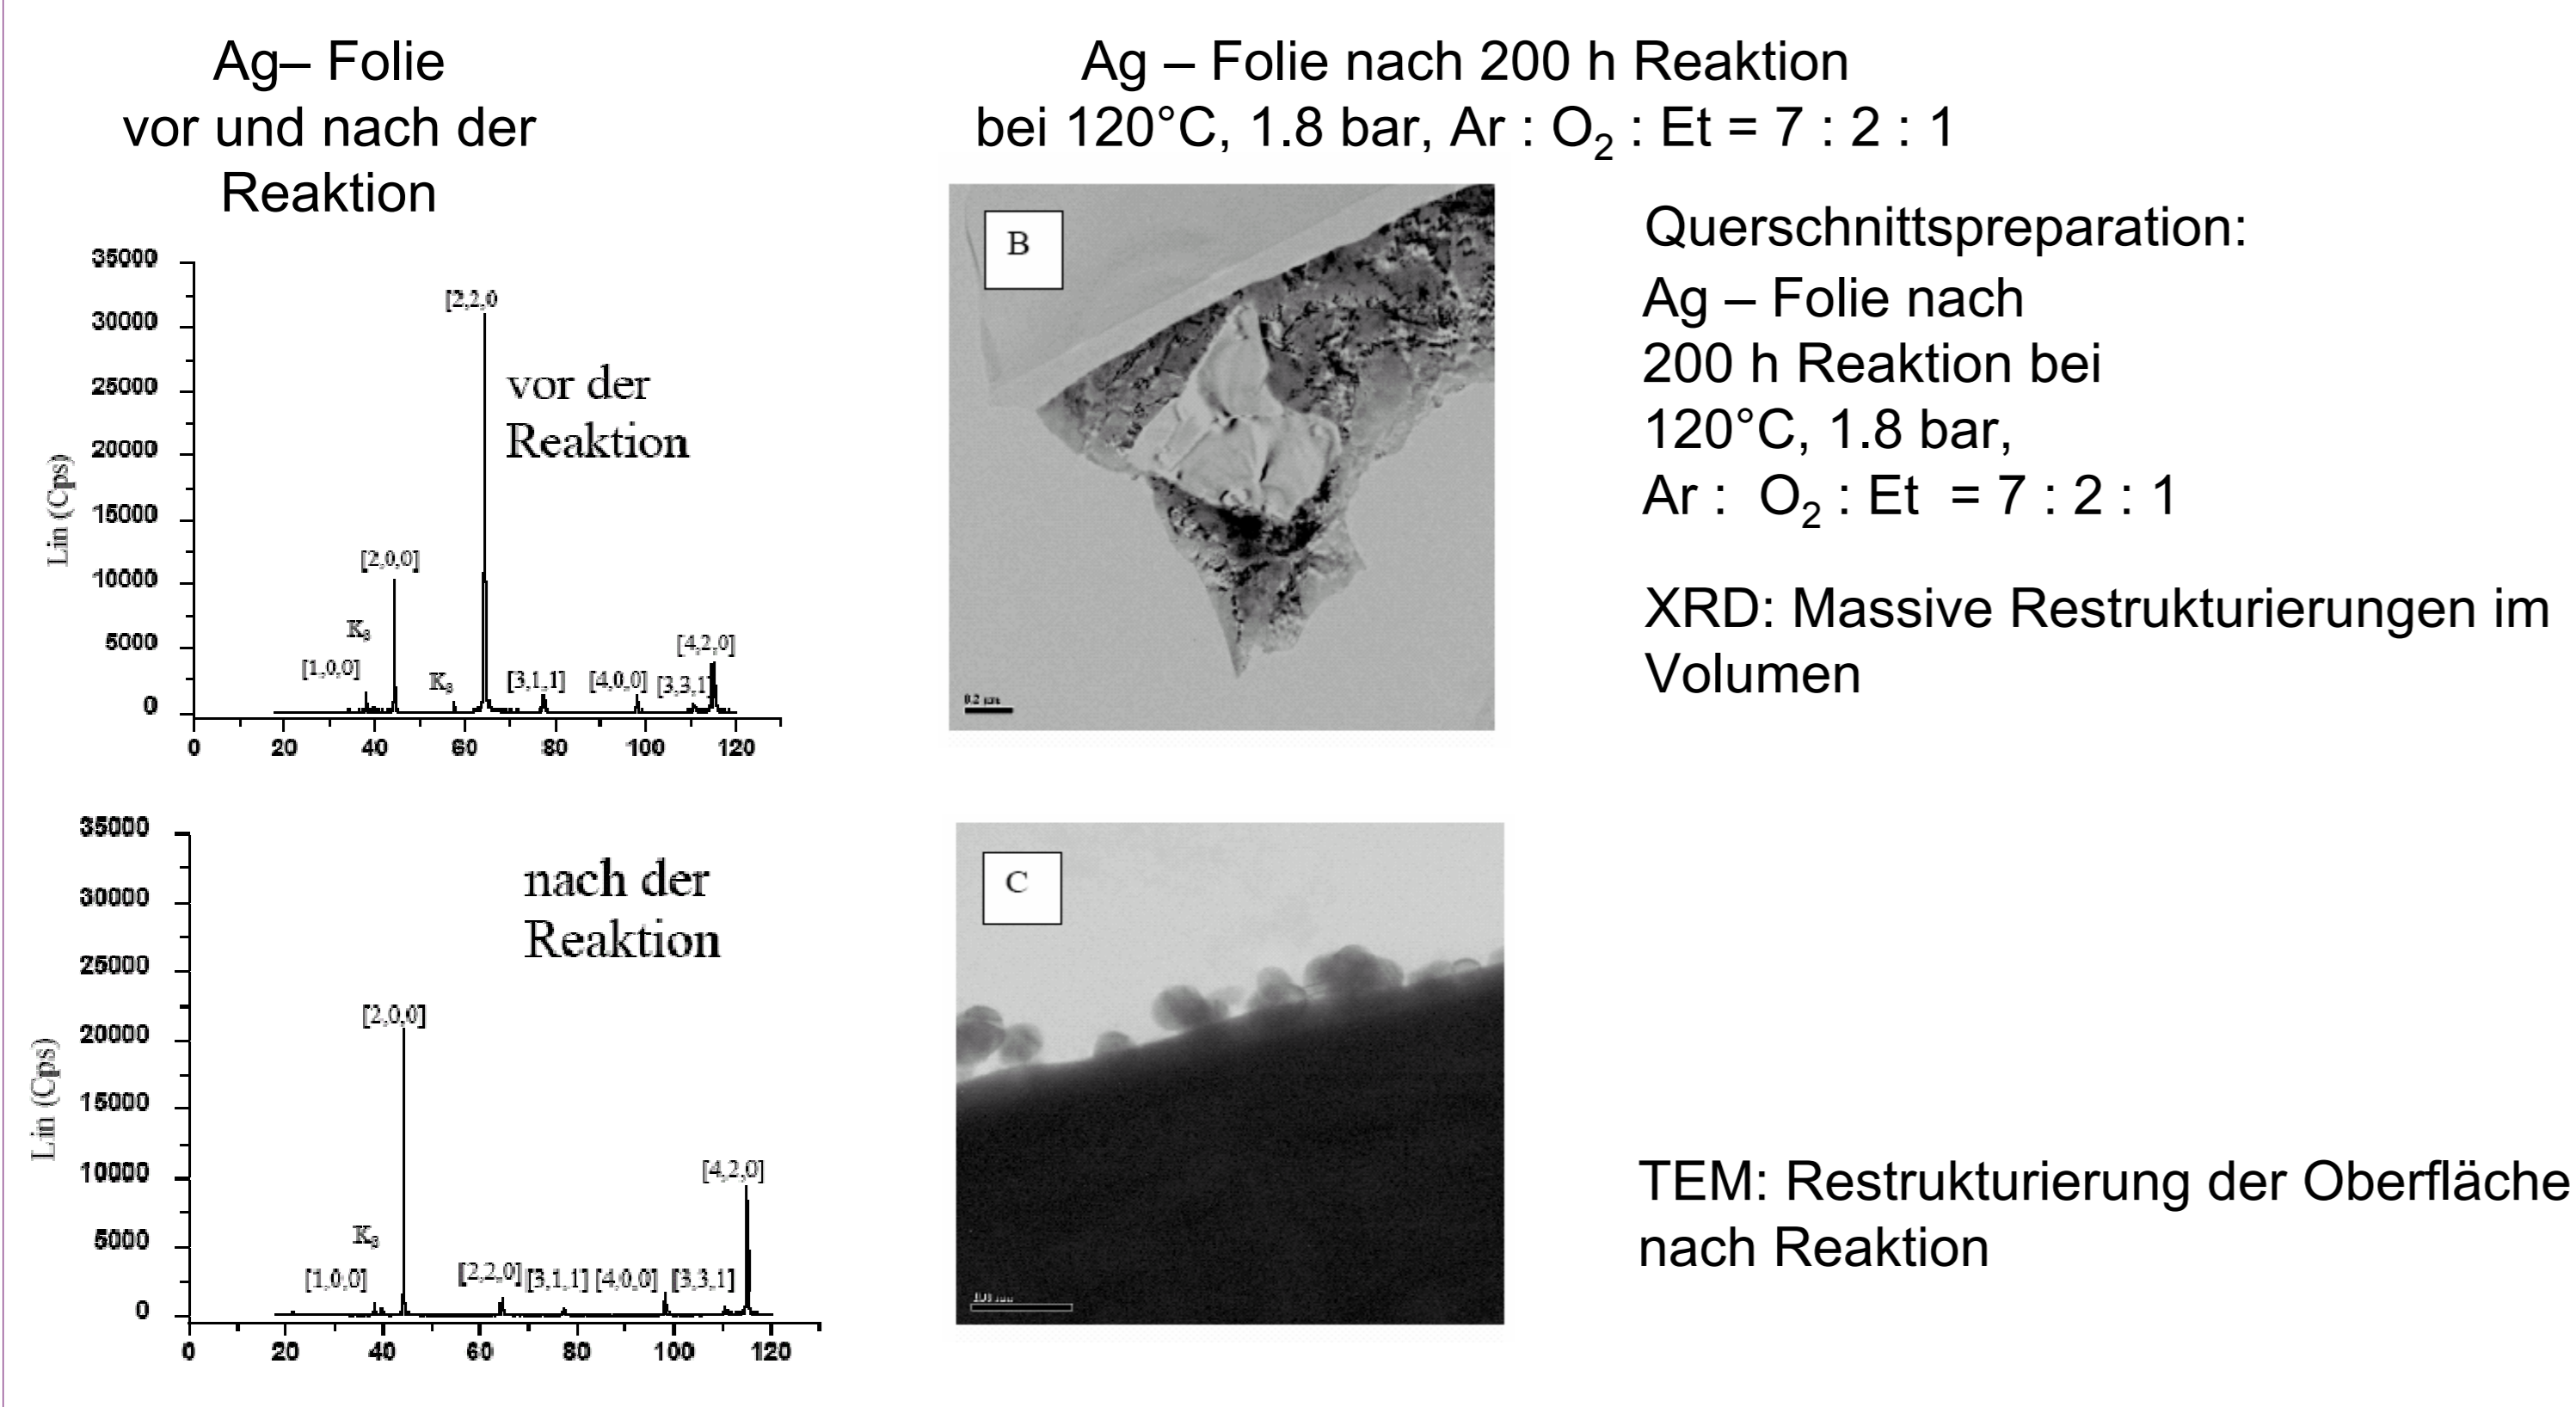 Ag– Folie
vor und nach der
Reaktion
Ag – Folie nach 200 h Reaktion
bei 120°C, 1.8 bar, Ar : O₂ : Et = 7 : 2 : 1
35000
30000
25000
20000
15000
10000
5000
0
Lin (Cps)
[2,2,0
vor der
Reaktion
[2,0,0]
Kβ
[1,0,0]
Kβ
[3,1,1]
[4,0,0]
[3,3,1]
[4,2,0]
0 20 40 60 80 100 120
B
0.2 µm
Querschnittspreparation:
Ag – Folie nach
200 h Reaktion bei
120°C, 1.8 bar,
Ar : O₂ : Et = 7 : 2 : 1
XRD: Massive Restrukturierungen im
Volumen
35000
30000
25000
20000
15000
10000
5000
0
Lin (Cps)
nach der
Reaktion
[2,0,0]
[4,2,0]
Kβ
[1,0,0]
[2,2,0] [3,1,1] [4,0,0] [3,3,1]
0 20 40 60 80 100 120
C
TEM: Restrukturierung der Oberfläche
nach Reaktion